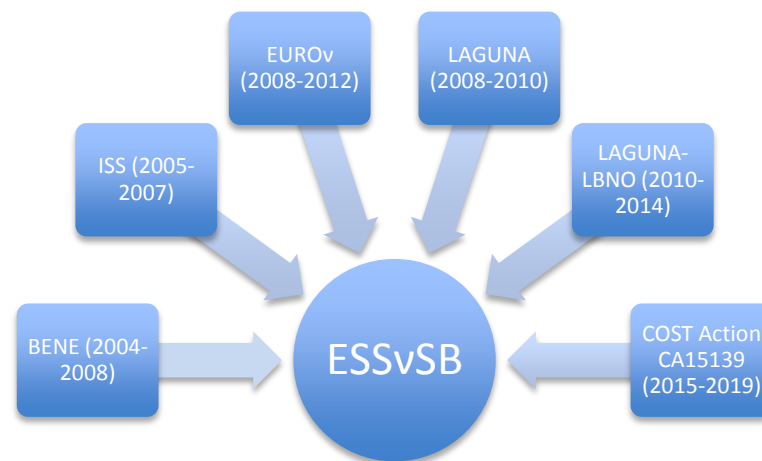 EUROν
(2008-2012)
LAGUNA
(2008-2010)
ISS (2005-
2007)
LAGUNA-
LBNO (2010-
2014)
BENE (2004-
2008)
ESSνSB
COST Action
CA15139
(2015-2019)